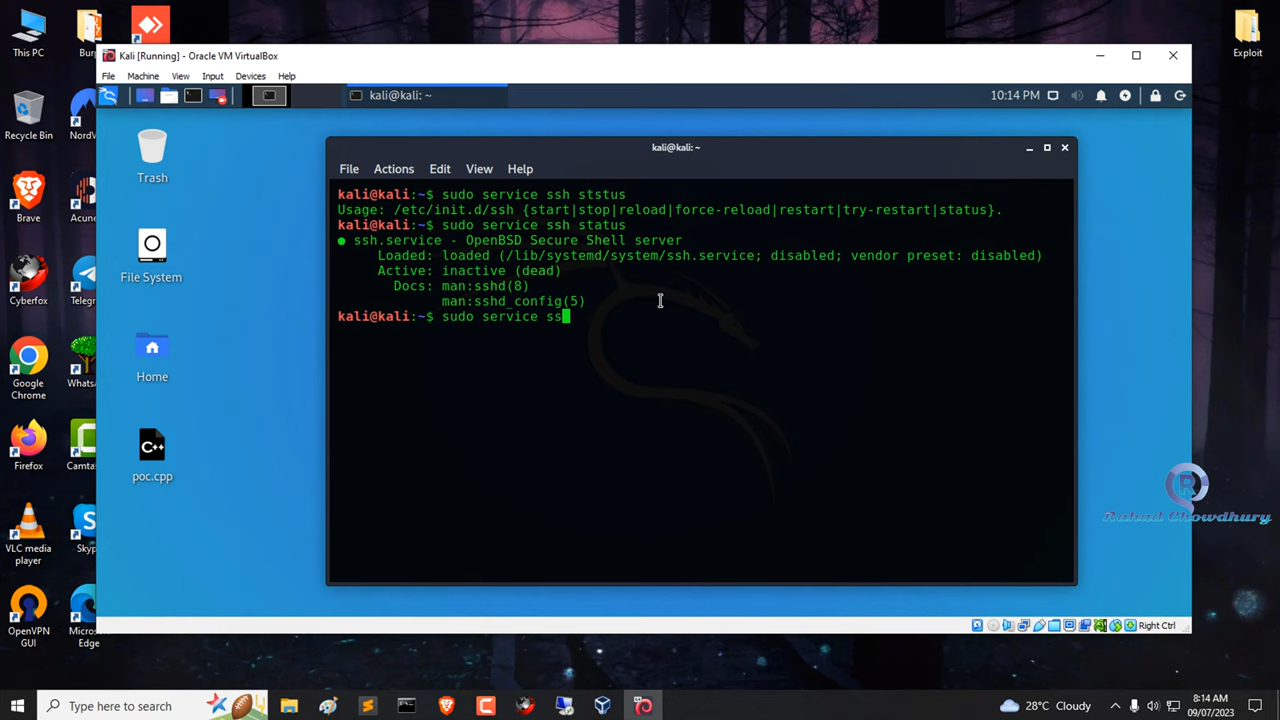 This PC
Burp
Exploit
Kali [Running] - Oracle VM VirtualBox
File Machine View Input Devices Help
kali@kali: ~
10:14 PM
Recycle Bin
NordV
Trash
kali@kali: ~
File Actions Edit View Help
kali@kali:~$ sudo service ssh ststus
Usage: /etc/init.d/ssh {start|stop|reload|force-reload|restart|try-restart|status}.
kali@kali:~$ sudo service ssh status
● ssh.service - OpenBSD Secure Shell server
Loaded: loaded (/lib/systemd/system/ssh.service; disabled; vendor preset: disabled)
Active: inactive (dead)
Docs: man:sshd(8)
man:sshd_config(5)
kali@kali:~$ sudo service ss
Brave
Acune
File System
Cyberfox
Telegr
Home
Google
Chrome
Whats
C++
poc.cpp
Firefox
Camta
R
Rahad Chowdhury
VLC media
player
Skyp
OpenVPN
GUI
Micros
Edge
Right Ctrl
Type here to search
28°C Cloudy
8:14 AM
09/07/2023